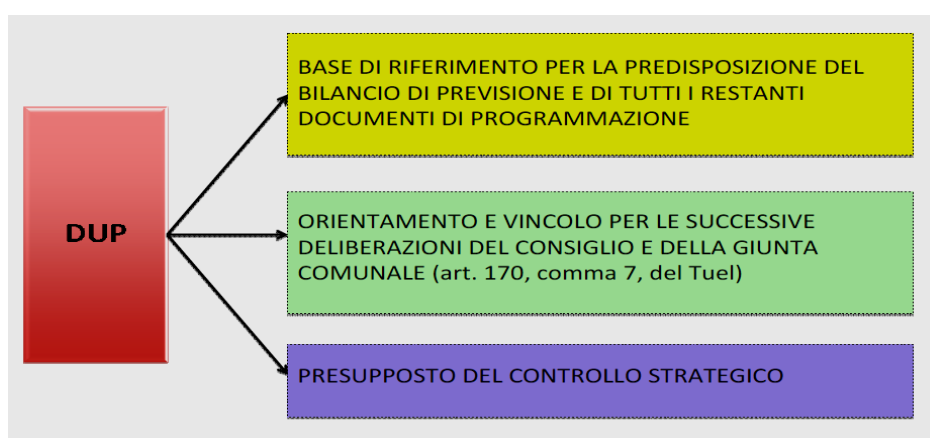 DUP
BASE DI RIFERIMENTO PER LA PREDISPOSIZIONE DEL
BILANCIO DI PREVISIONE E DI TUTTI I RESTANTI
DOCUMENTI DI PROGRAMMAZIONE
ORIENTAMENTO E VINCOLO PER LE SUCCESSIVE
DELIBERAZIONI DEL CONSIGLIO E DELLA GIUNTA
COMUNALE (art. 170, comma 7, del Tuel)
PRESUPPOSTO DEL CONTROLLO STRATEGICO